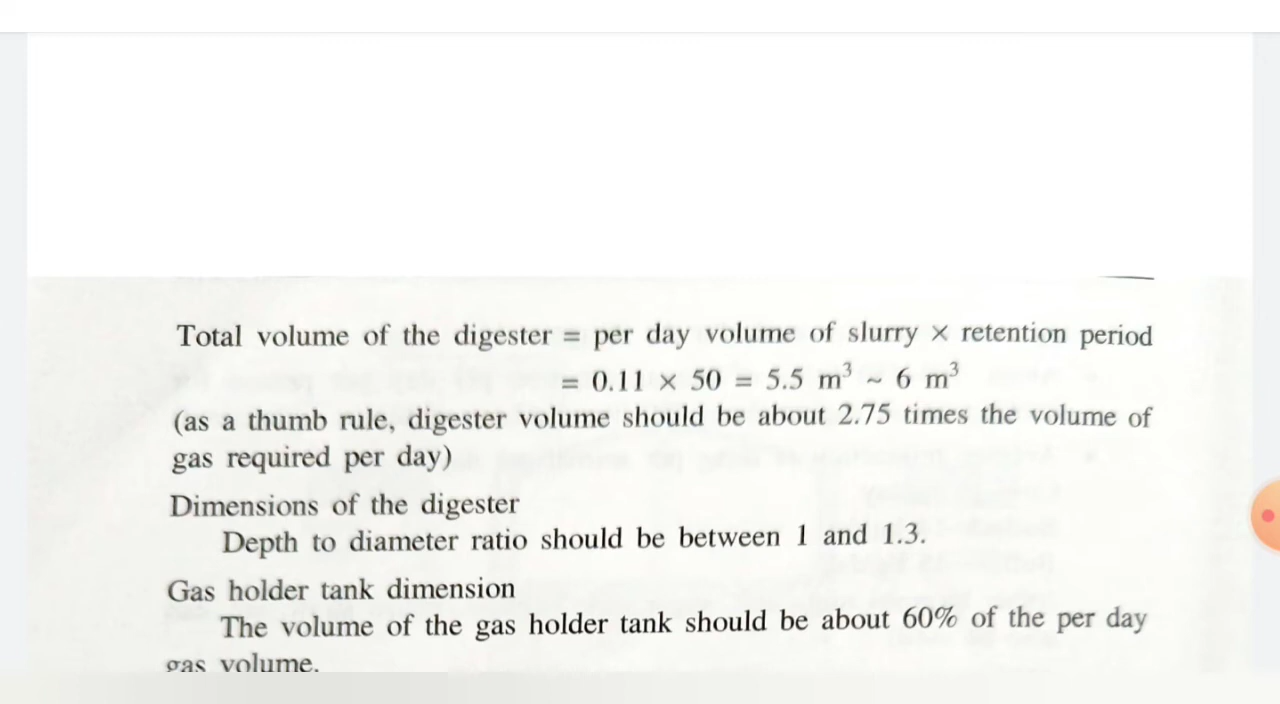 Total volume of the digester = per day volume of slurry × retention period
= 0.11 × 50 = 5.5 m³ ~ 6 m³
(as a thumb rule, digester volume should be about 2.75 times the volume of
gas required per day)
Dimensions of the digester
Depth to diameter ratio should be between 1 and 1.3.
Gas holder tank dimension
The volume of the gas holder tank should be about 60% of the per day
gas volume.